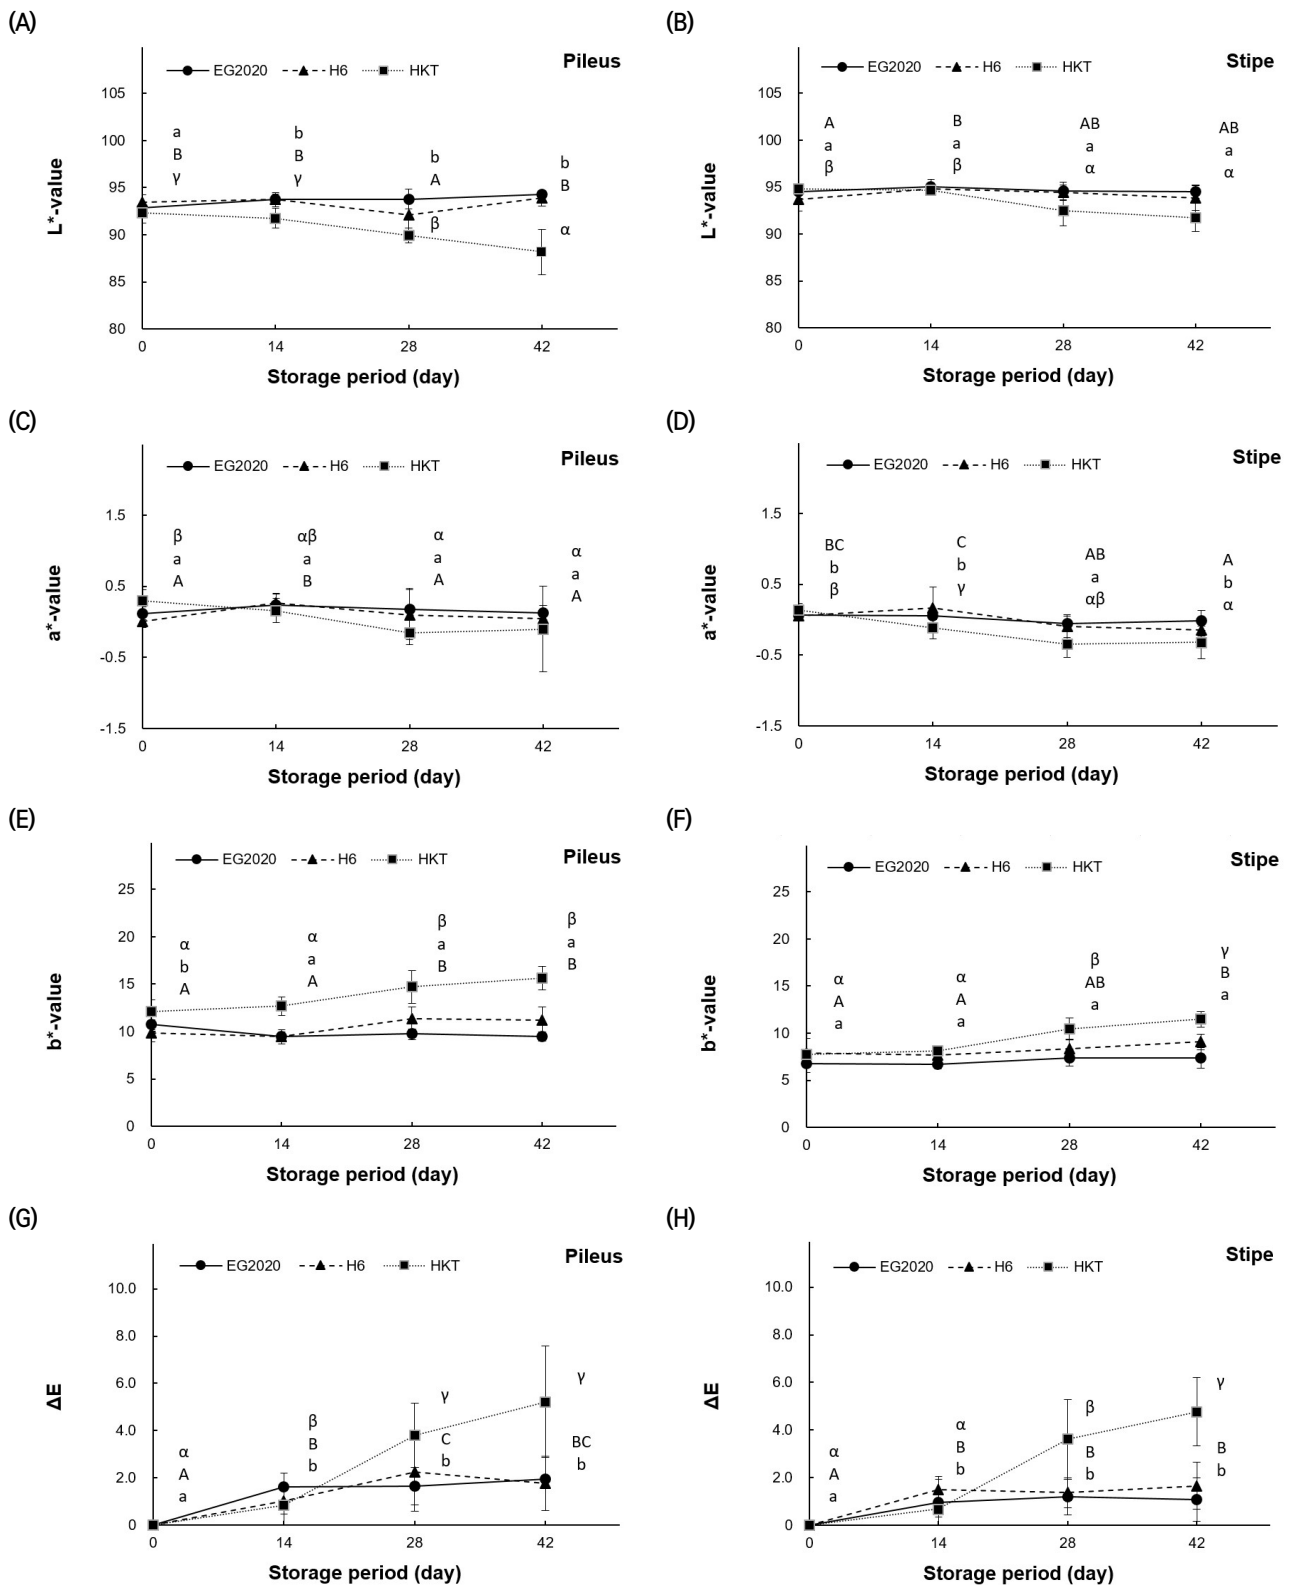 (A)
Pileus
EG2020 H6 HKT
105
100
95
90
85
80
L*-value
a
B
γ
b
B
γ
b
A
β
b
B
α
0 14 28 42
Storage period (day)
(B)
Stipe
EG2020 H6 HKT
105
100
95
90
85
80
L*-value
A
a
β
B
a
β
AB
a
α
AB
a
α
0 14 28 42
Storage period (day)
(C)
Pileus
EG2020 H6 HKT
1.5
0.5
-0.5
-1.5
a*-value
β
a
A
αβ
a
B
α
a
A
α
a
A
0 14 28 42
Storage period (day)
(D)
Stipe
EG2020 H6 HKT
1.5
0.5
-0.5
-1.5
a*-value
BC
b
β
C
b
γ
AB
a
αβ
A
b
α
0 14 28 42
Storage period (day)
(E)
Pileus
EG2020 H6 HKT
25
20
15
10
5
0
b*-value
α
b
A
α
a
A
β
a
B
β
a
B
0 14 28 42
Storage period (day)
(F)
Stipe
EG2020 H6 HKT
25
20
15
10
5
0
b*-value
α
A
a
α
A
a
β
AB
a
γ
B
a
0 14 28 42
Storage period (day)
(G)
Pileus
EG2020 H6 HKT
10.0
8.0
6.0
4.0
2.0
0
ΔE
α
A
a
β
B
b
γ
C
b
γ
BC
b
0 14 28 42
Storage period (day)
(H)
Stipe
EG2020 H6 HKT
10.0
8.0
6.0
4.0
2.0
0
ΔE
α
A
a
α
B
b
β
B
b
γ
B
b
0 14 28 42
Storage period (day)